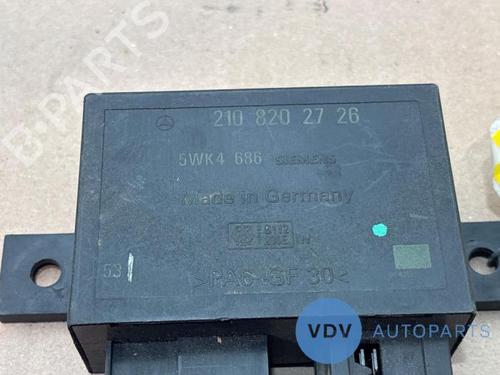 B-PARTS
210 820 27 26
5WK4 686 SIEMENS
Made in Germany
53
>PA6-GF 30<
VDV AUTOPARTS